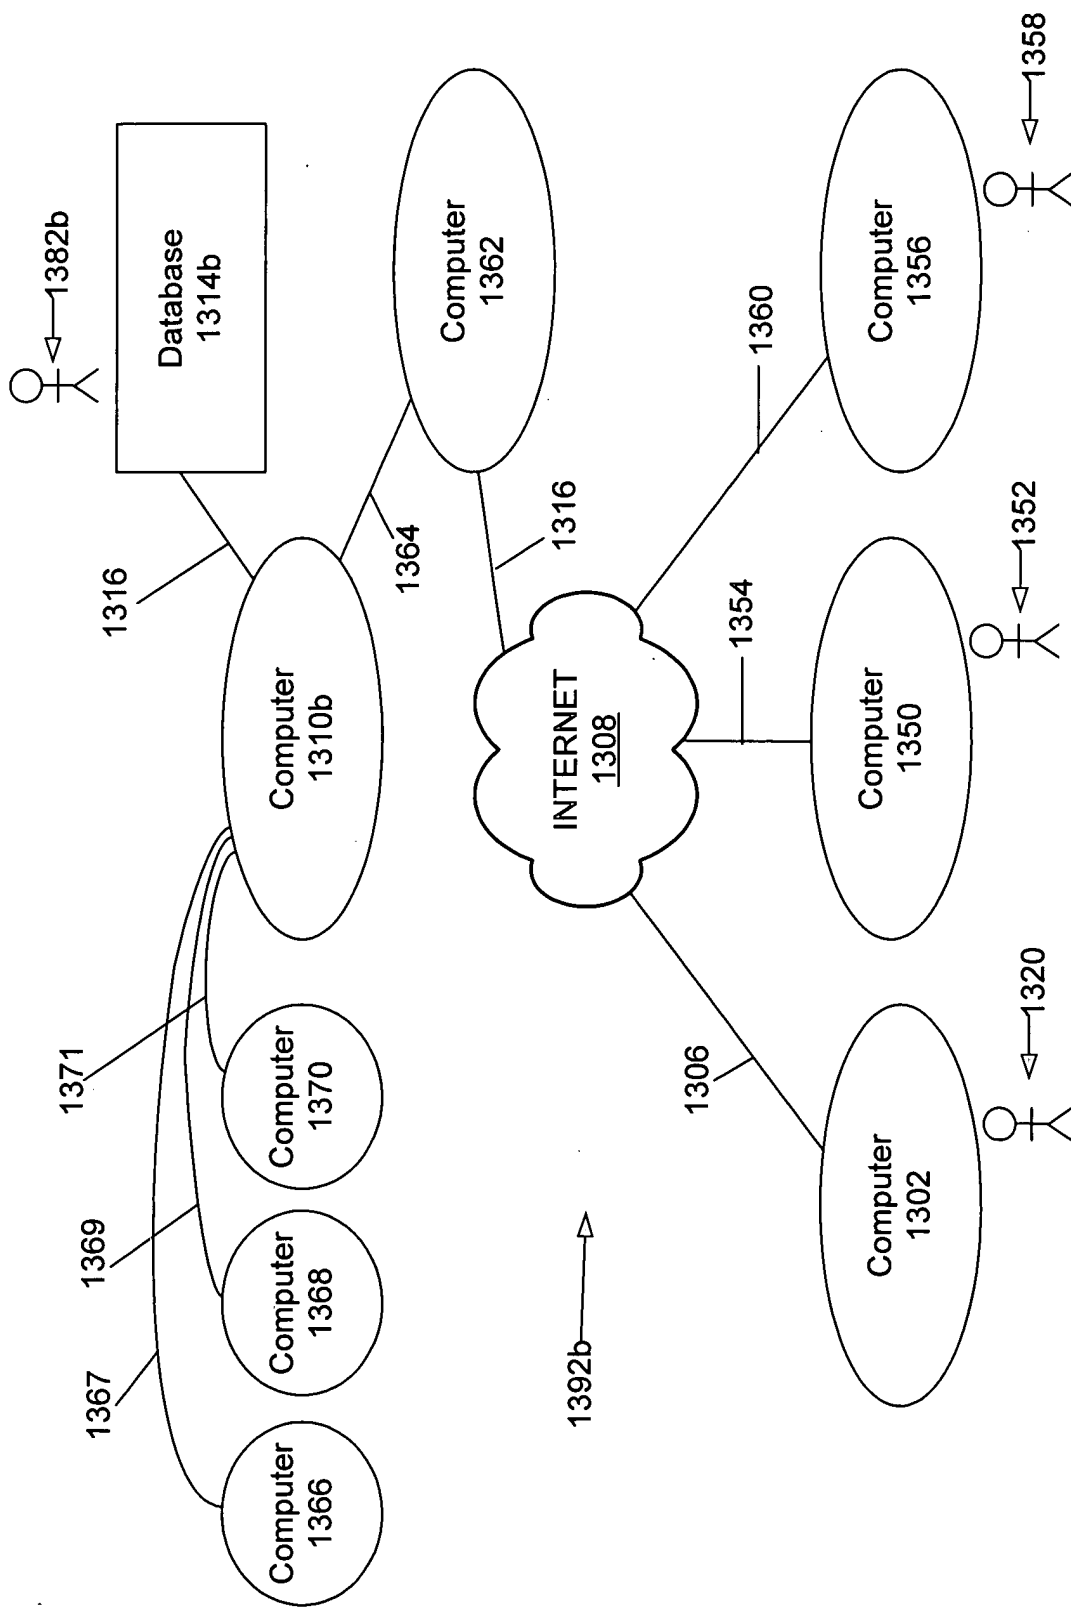 1382b
Database
1314b
1316
Computer
1310b
1364
Computer
1362
1371
Computer
1370
1369
Computer
1368
1367
Computer
1366
1316
INTERNET
1308
1392b
1306
1354
1360
Computer
1302
1320
Computer
1350
1352
Computer
1356
1358